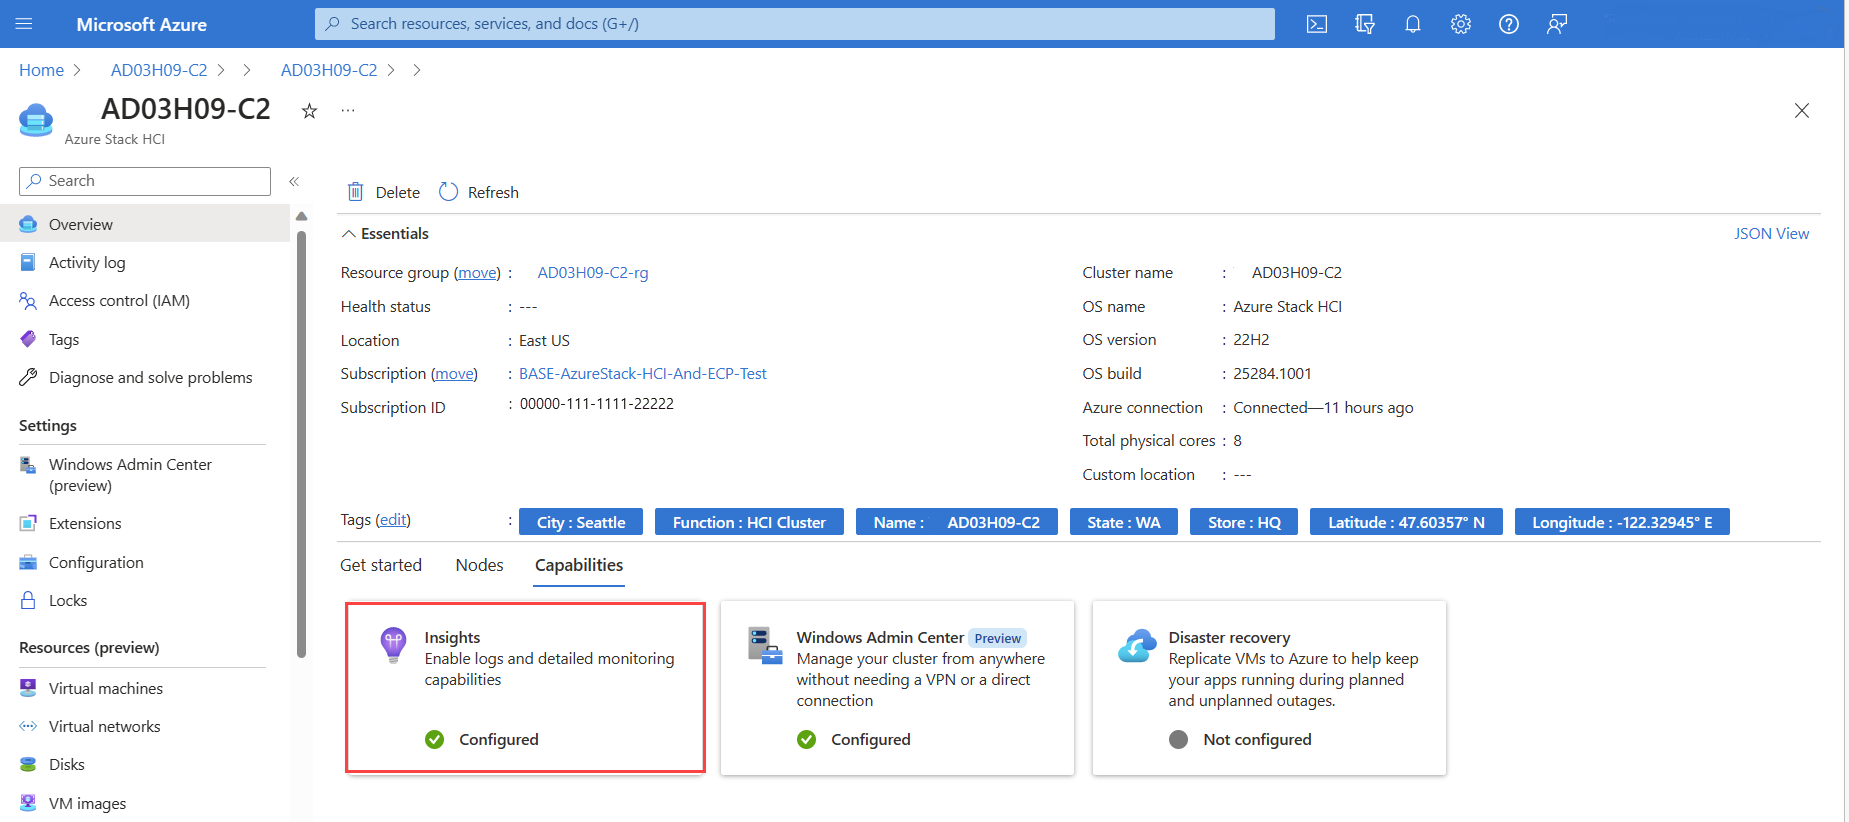 Microsoft Azure
Search resources, services, and docs (G+/)
Home > AD03H09-C2 > > AD03H09-C2 >
AD03H09-C2
Azure Stack HCI
Search
Overview
Activity log
Access control (IAM)
Tags
Diagnose and solve problems
Settings
Windows Admin Center
(preview)
Extensions
Configuration
Locks
Resources (preview)
Virtual machines
Virtual networks
Disks
VM images
Delete Refresh
Essentials
JSON View
Resource group (move) : AD03H09-C2-rg
Health status : ---
Location : East US
Subscription (move) : BASE-AzureStack-HCI-And-ECP-Test
Subscription ID : 00000-111-1111-22222
Cluster name : AD03H09-C2
OS name : Azure Stack HCI
OS version : 22H2
OS build : 25284.1001
Azure connection : Connected—11 hours ago
Total physical cores : 8
Custom location : ---
Tags (edit) : City : Seattle Function : HCI Cluster Name : AD03H09-C2 State : WA Store : HQ Latitude : 47.60357° N Longitude : -122.32945° E
Get started Nodes Capabilities
Insights
Enable logs and detailed monitoring
capabilities
Configured
Windows Admin Center Preview
Manage your cluster from anywhere
without needing a VPN or a direct
connection
Configured
Disaster recovery
Replicate VMs to Azure to help keep
your apps running during planned
and unplanned outages.
Not configured